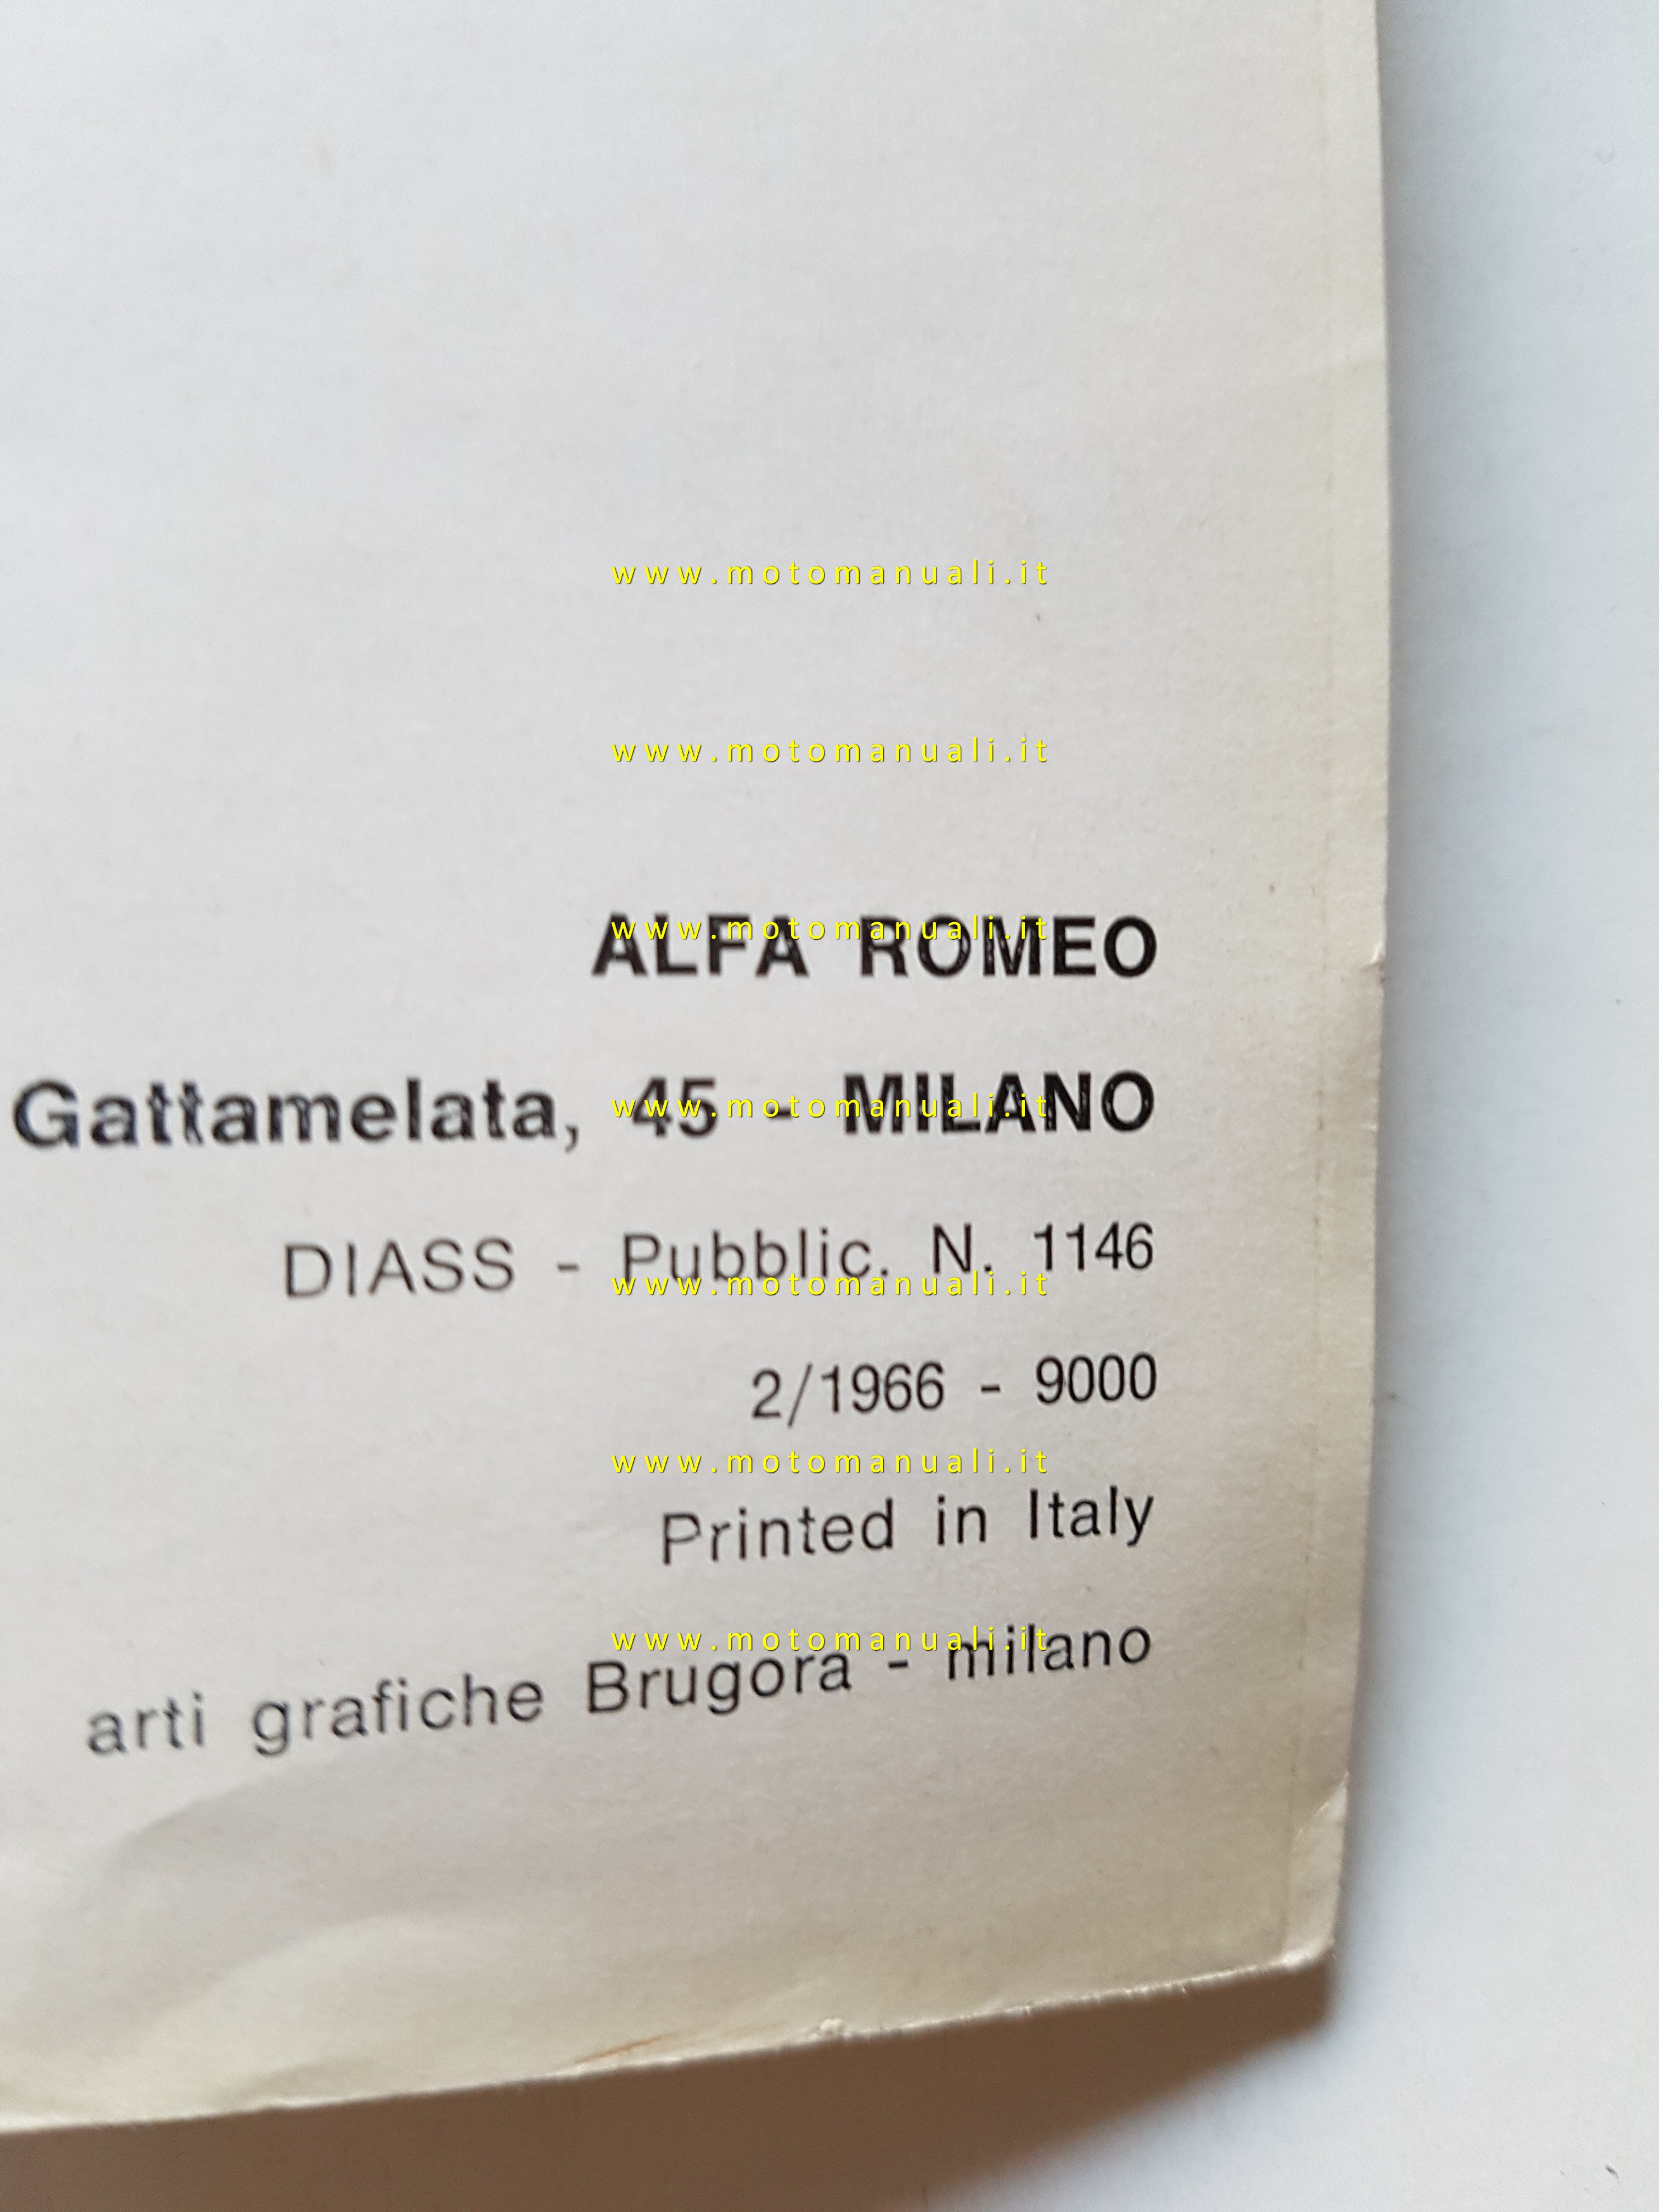 www.motomanuali.it
www.motomanuali.it
ALFA ROMEO
www.motomanuali.it
Gattamelata, 45 - MILANO
www.motomanuali.it
DIASS - Pubblic. N. 1146
www.motomanuali.it
2/1966 - 9000
www.motomanuali.it
Printed in Italy
www.motomanuali.it
arti grafiche Brugora - milano